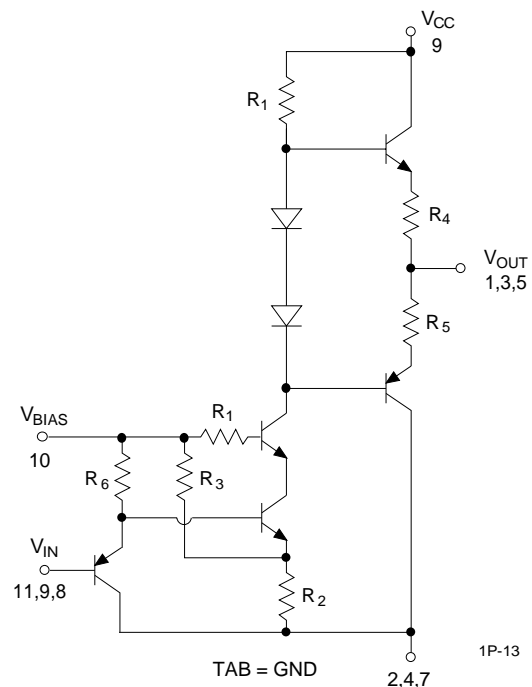 VCC
9
R1
R4
VOUT
1,3,5
R5
VBIAS
10
R1
R6
R3
VIN
11,9,8
R2
1P-13
TAB = GND
2,4,7